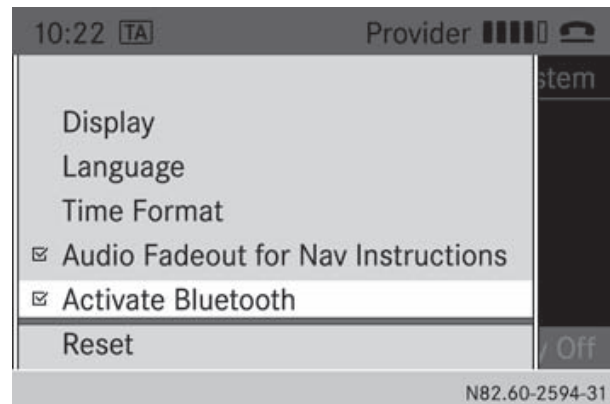 10:22 TA Provider
stem
Display
Language
Time Format
Audio Fadeout for Nav Instructions
Activate Bluetooth
Reset
Off
N82.60-2594-31